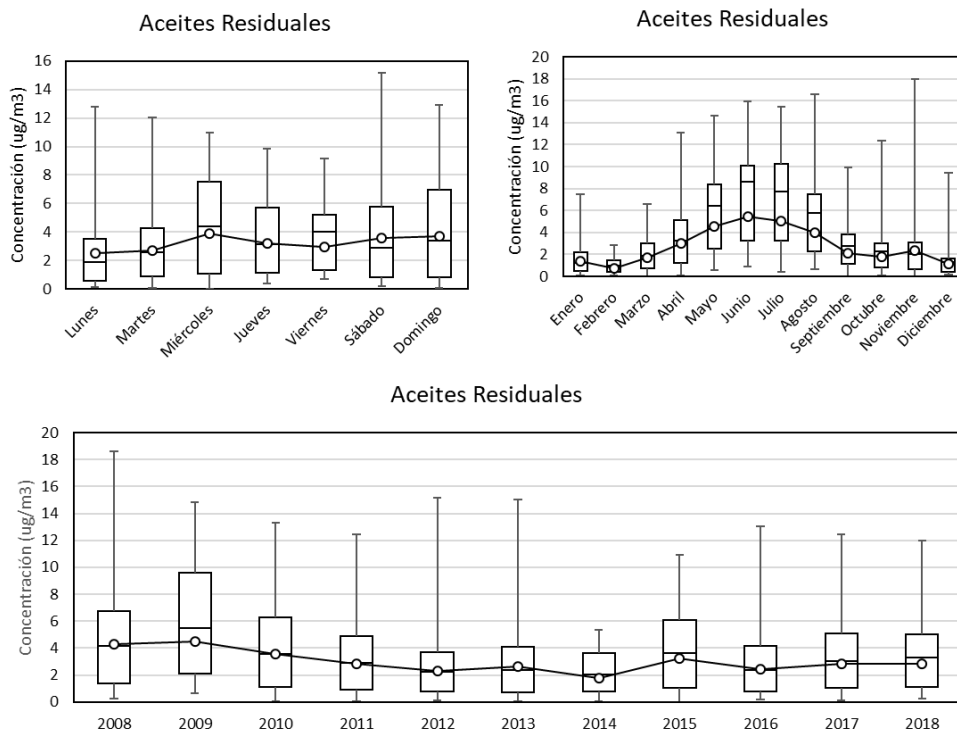 Aceites Residuales
Concentración (ug/m3)
16
14
12
10
8
6
4
2
0
Lunes
Martes
Miércoles
Jueves
Viernes
Sábado
Domingo
Aceites Residuales
Concentración (ug/m3)
20
18
16
14
12
10
8
6
4
2
0
Enero
Febrero
Marzo
Abril
Mayo
Junio
Julio
Agosto
Septiembre
Octubre
Noviembre
Diciembre
Aceites Residuales
Concentración (ug/m3)
20
18
16
14
12
10
8
6
4
2
0
2008 2009 2010 2011 2012 2013 2014 2015 2016 2017 2018